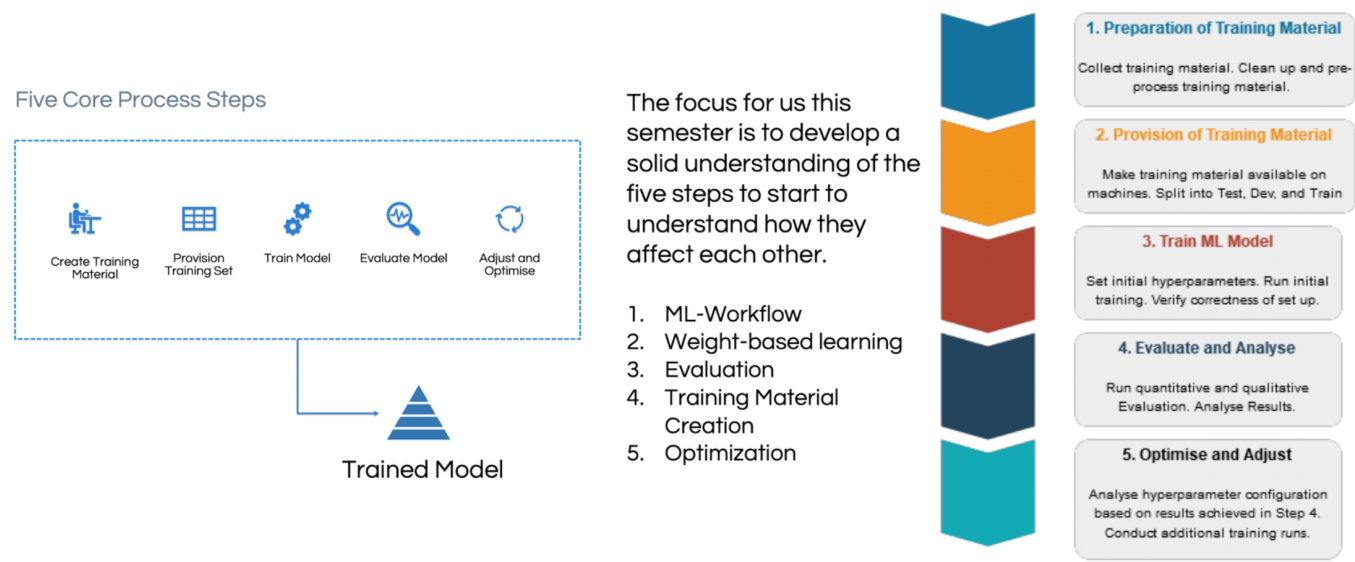 Five Core Process Steps
Create Training
Material
Provision
Training Set
Train Model
Evaluate Model
Adjust and
Optimise
Trained Model
The focus for us this
semester is to develop a
solid understanding of the
five steps to start to
understand how they
affect each other.
1. ML-Workflow
2. Weight-based learning
3. Evaluation
4. Training Material
Creation
5. Optimization
1. Preparation of Training Material
Collect training material. Clean up and pre-
process training material.
2. Provision of Training Material
Make training material available on
machines. Split into Test, Dev, and Train
3. Train ML Model
Set initial hyperparameters. Run initial
training. Verify correctness of set up.
4. Evaluate and Analyse
Run quantitative and qualitative
Evaluation. Analyse Results.
5. Optimise and Adjust
Analyse hyperparameter configuration
based on results achieved in Step 4.
Conduct additional training runs.